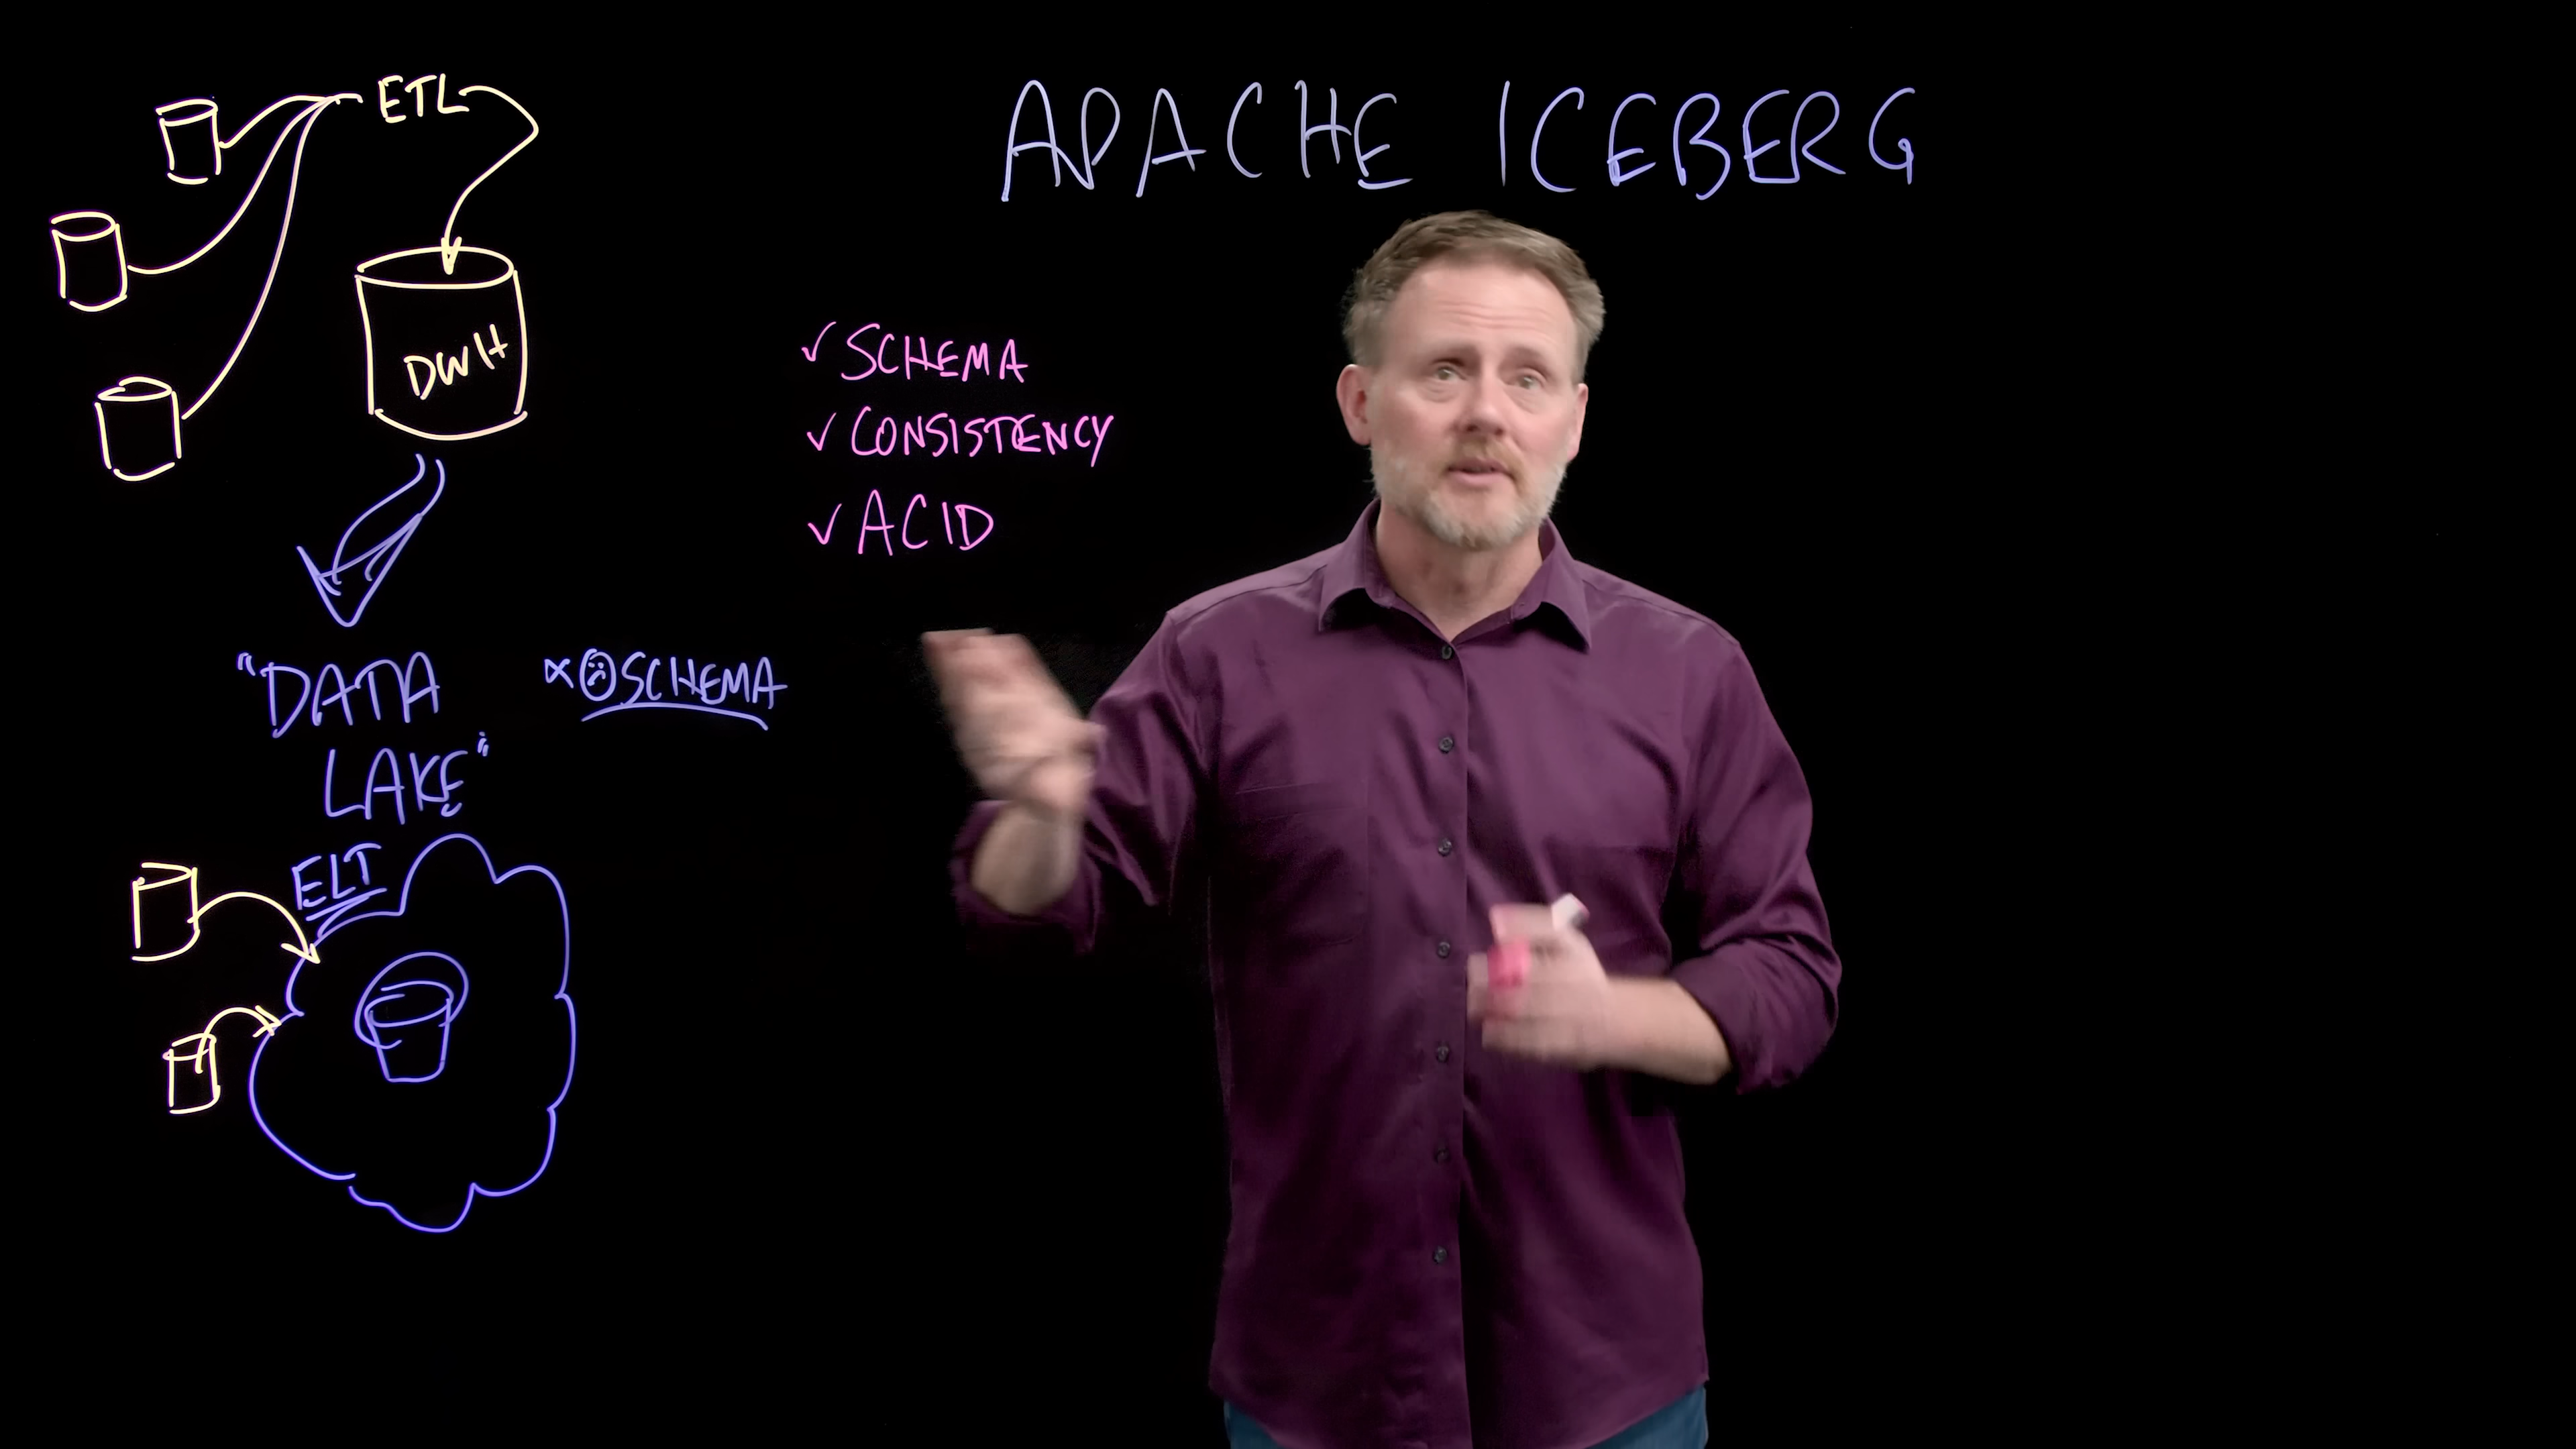 APACHE ICEBERG
ETL
DWH
✓ SCHEMA
✓ CONSISTENCY
✓ ACID
"DATA
LAKE"
× ☹ SCHEMA
ELT